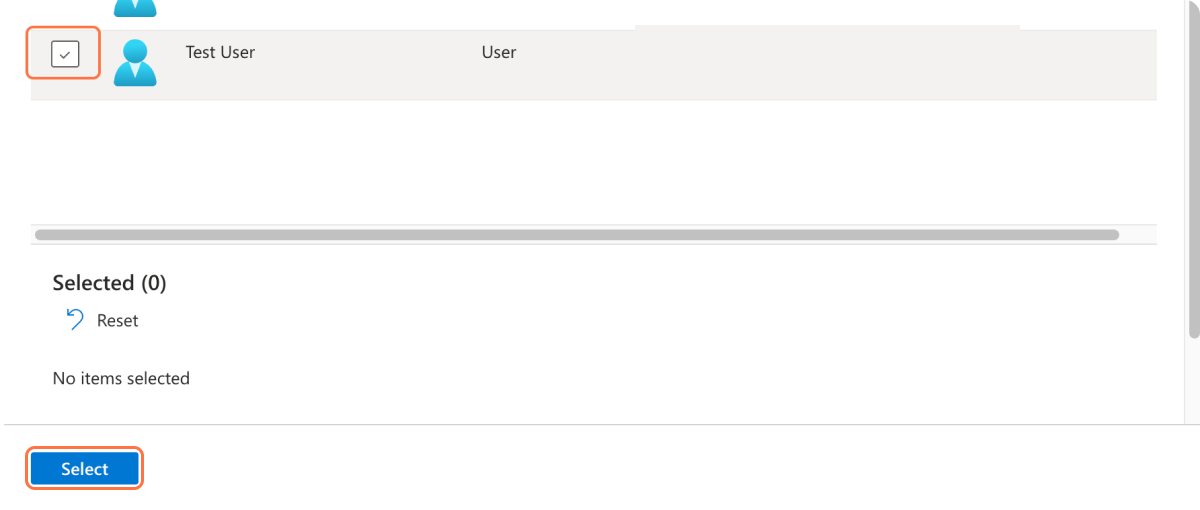 Test User User
Selected (0)
Reset
No items selected
Select